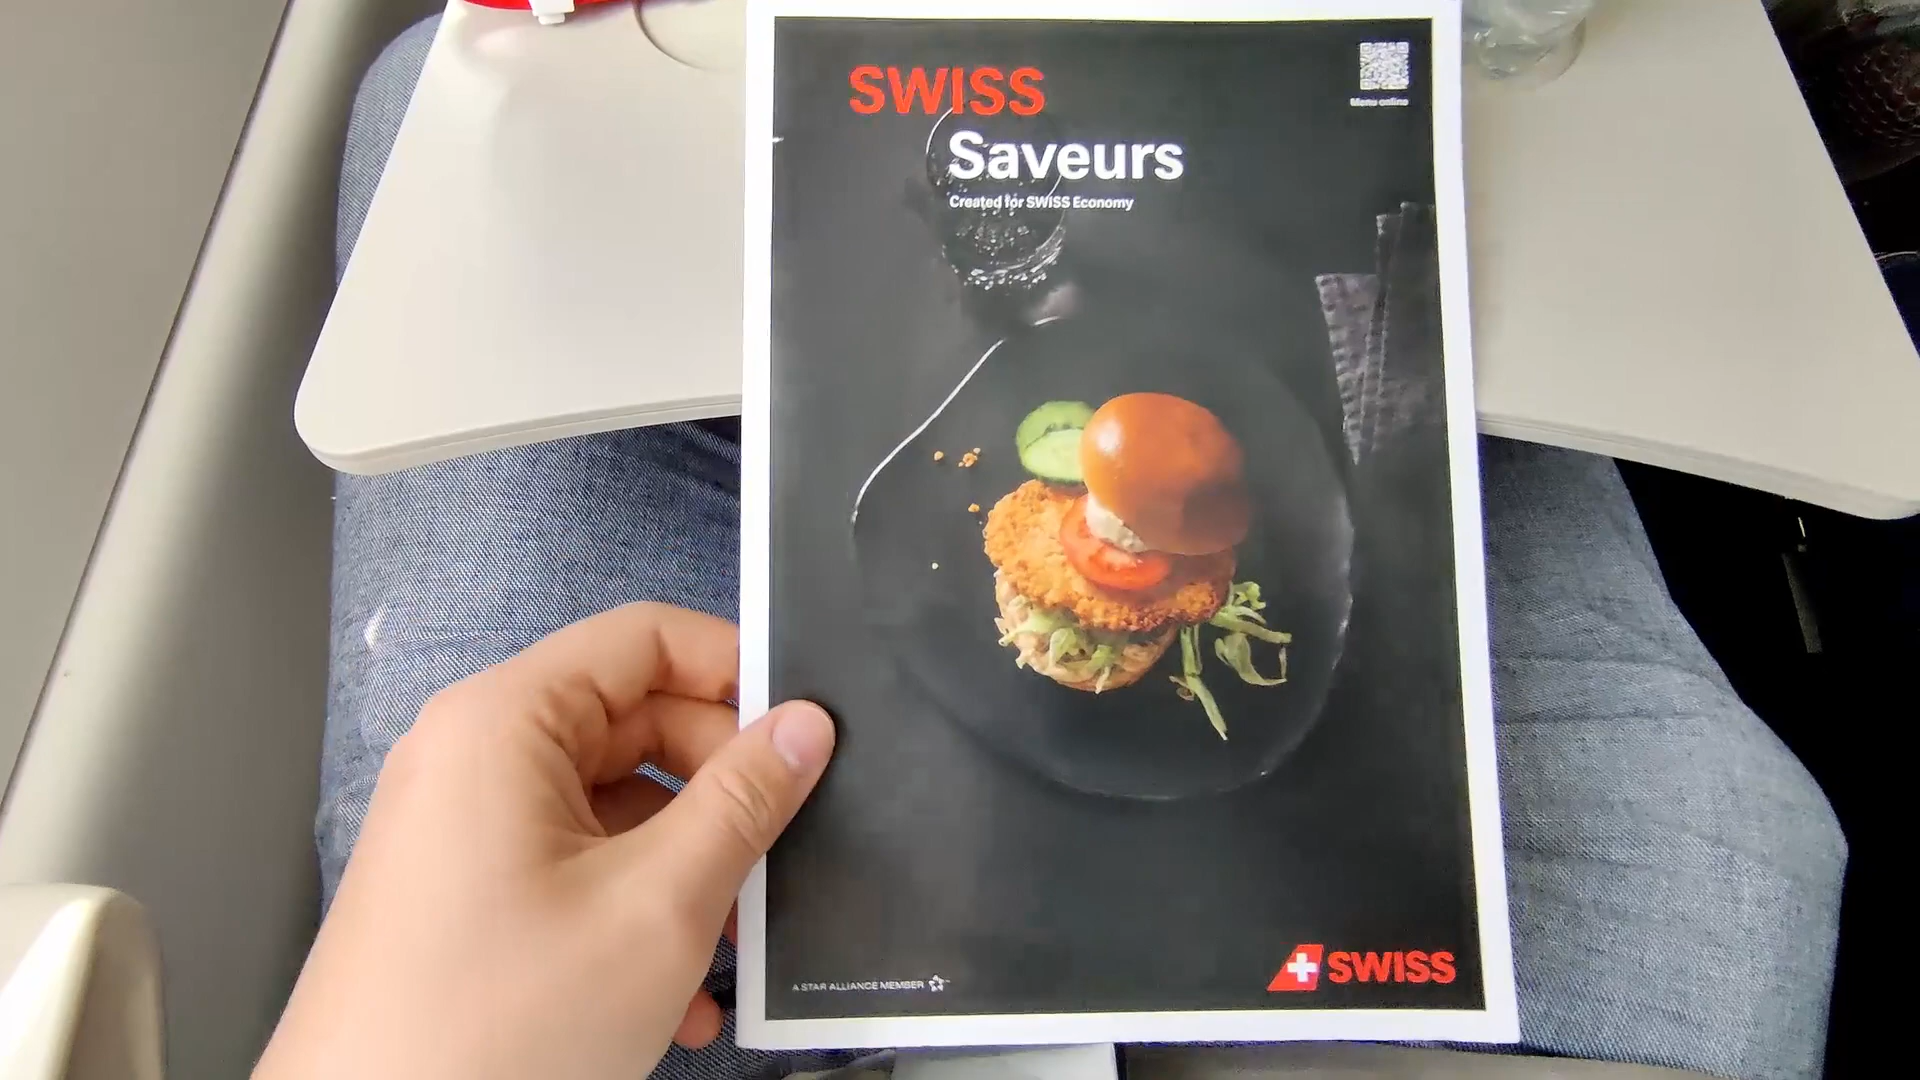 SWISS
Menu online
Saveurs
Created for SWISS Economy
A STAR ALLIANCE MEMBER
SWISS